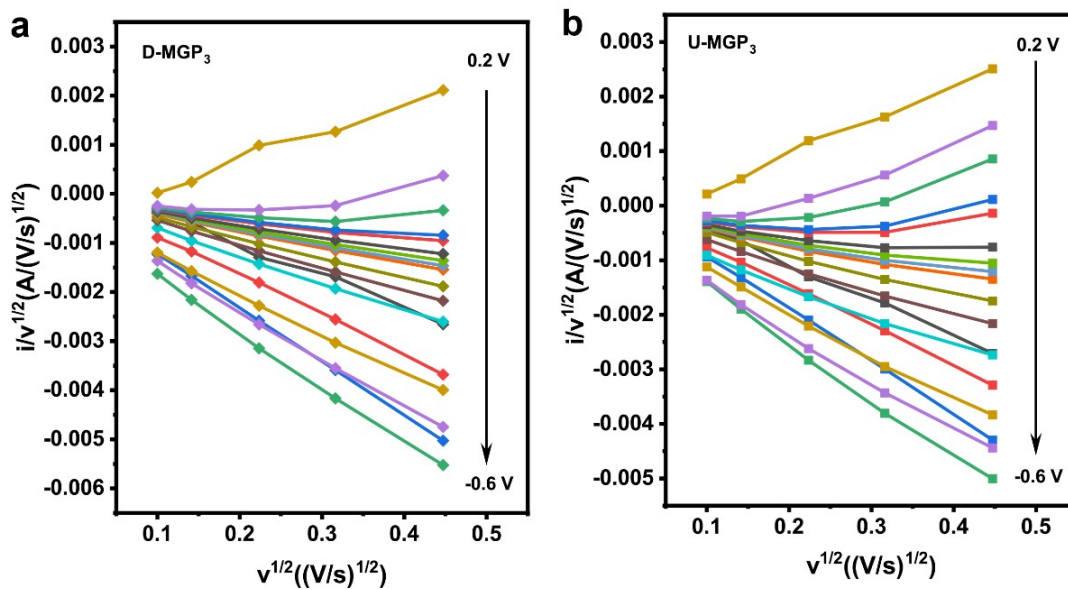 a
D-MGP₃
0.2 V
-0.6 V
0.003
0.002
0.001
0.000
-0.001
-0.002
-0.003
-0.004
-0.005
-0.006
i/v^1/2(A/(V/s)^1/2)
0.1 0.2 0.3 0.4 0.5
v^1/2((V/s)^1/2)
b
U-MGP₃
0.2 V
-0.6 V
0.003
0.002
0.001
0.000
-0.001
-0.002
-0.003
-0.004
-0.005
i/v^1/2(A/(V/s)^1/2)
0.1 0.2 0.3 0.4 0.5
v^1/2((V/s)^1/2)